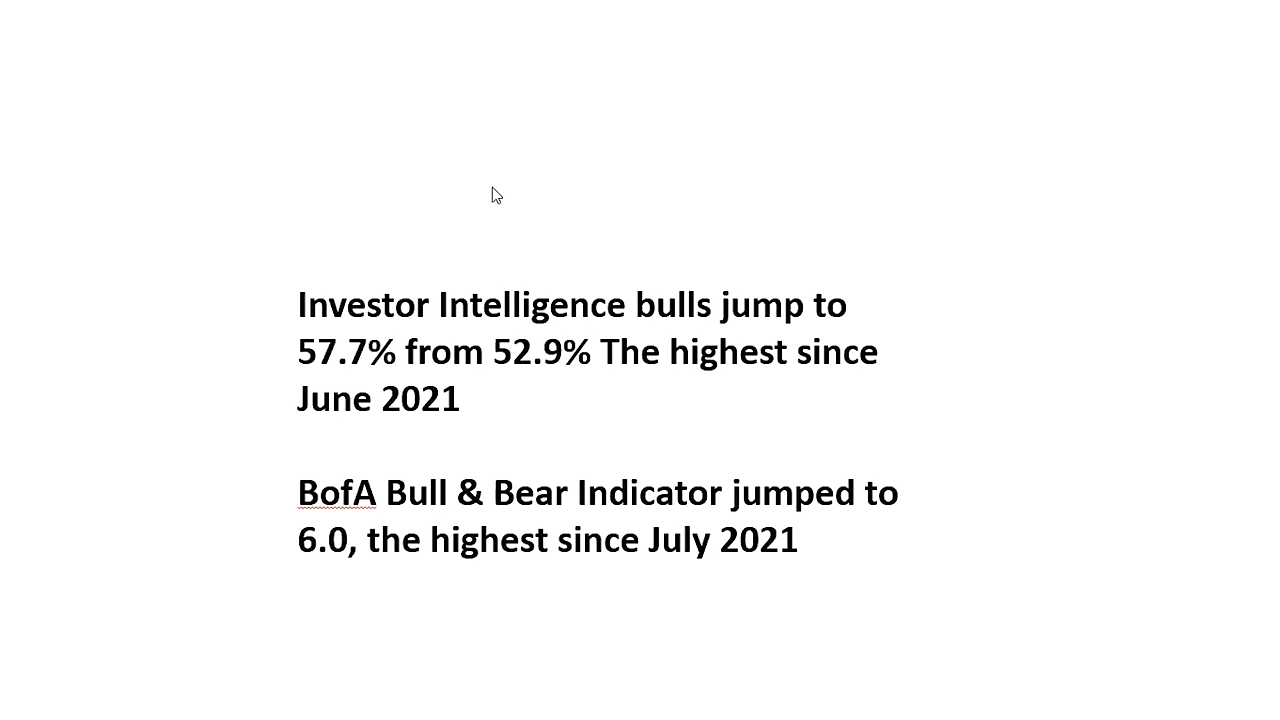 Investor Intelligence bulls jump to
57.7% from 52.9% The highest since
June 2021
BofA Bull & Bear Indicator jumped to
6.0, the highest since July 2021